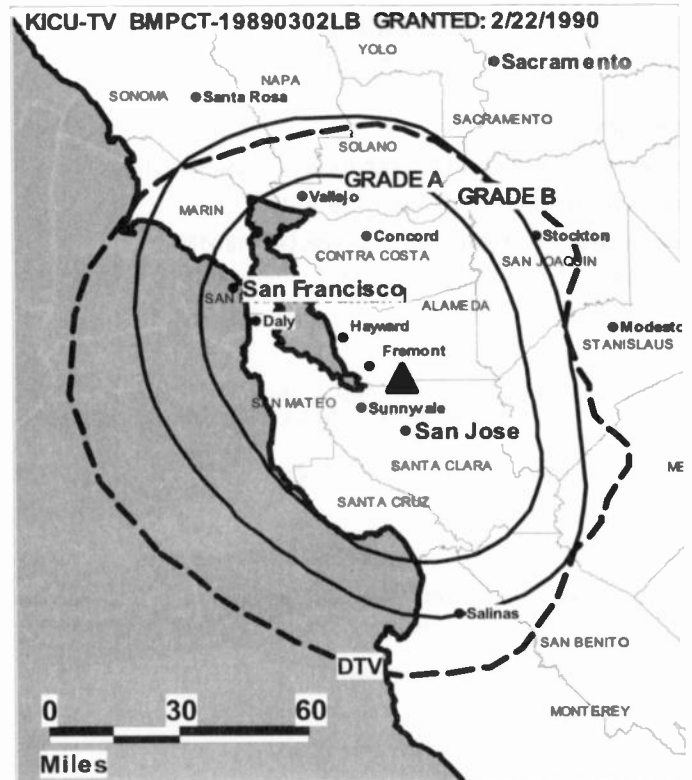 KICU-TV BMPCT-19890302LB GRANTED: 2/22/1990
YOLO
Sacramento
NAPA
SONOMA
Santa Rosa
SACRAMENTO
SOLANO
GRADE A
GRADE B
Vallejo
MARIN
Concord
Stockton
CONTRA COSTA
SAN JOAQUIN
San Francisco
SAN
ALAMEDA
Daly
Hayward
Modesto
STANISLAUS
Fremont
SAN MATEO
Sunnyvale
San Jose
SANTA CLARA
ME
SANTA CRUZ
Salinas
SAN BENITO
DTV
MONTEREY
0 30 60
Miles